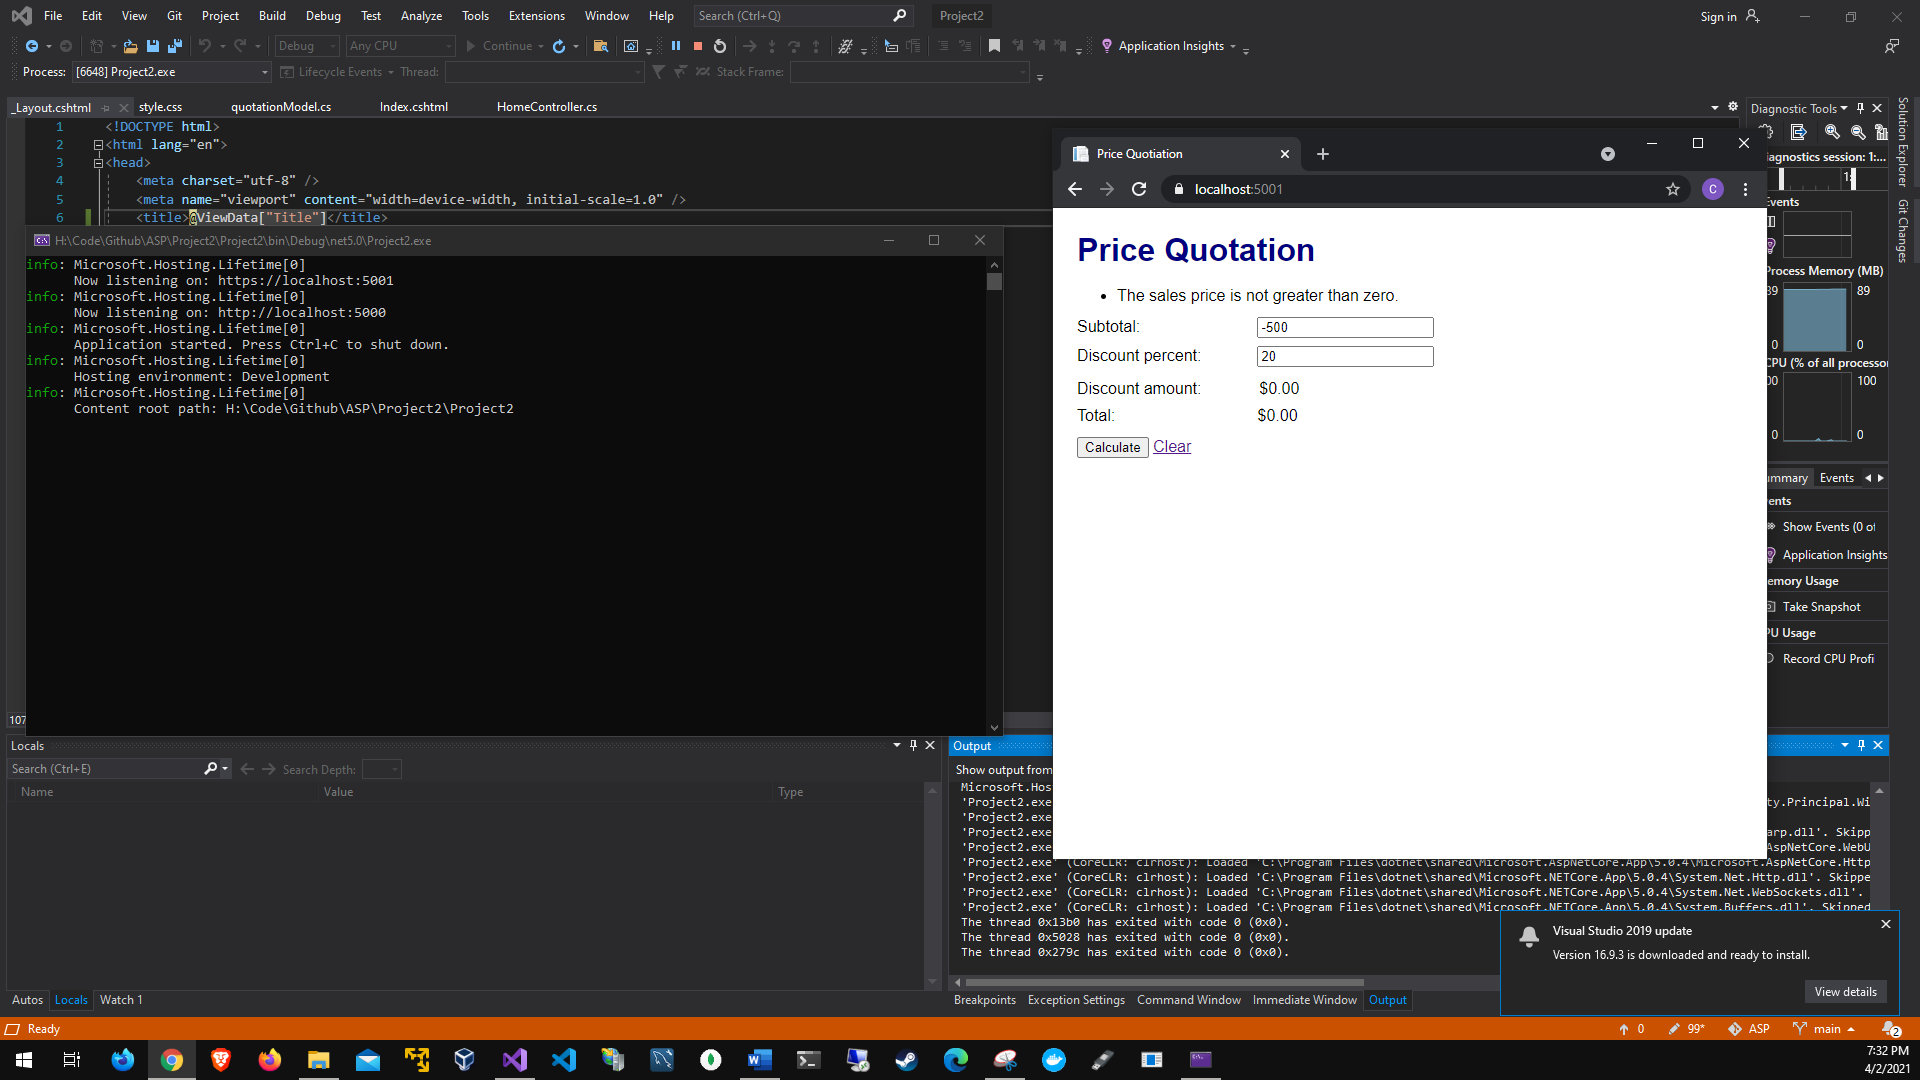 File Edit View Git Project Build Debug Test Analyze Tools Extensions Window Help Search (Ctrl+Q) Project2 Sign in
Debug Any CPU Continue Application Insights
Process: [6648] Project2.exe Lifecycle Events Thread: Stack Frame:
_Layout.cshtml style.css quotationModel.cs Index.cshtml HomeController.cs
1 <!DOCTYPE html>
2 <html lang="en">
3 <head>
4 <meta charset="utf-8" />
5 <meta name="viewport" content="width=device-width, initial-scale=1.0" />
6 <title>@ViewData["Title"]</title>
H:\Code\Github\ASP\Project2\Project2\bin\Debug\net5.0\Project2.exe
info: Microsoft.Hosting.Lifetime[0]
Now listening on: https://localhost:5001
info: Microsoft.Hosting.Lifetime[0]
Now listening on: http://localhost:5000
info: Microsoft.Hosting.Lifetime[0]
Application started. Press Ctrl+C to shut down.
info: Microsoft.Hosting.Lifetime[0]
Hosting environment: Development
info: Microsoft.Hosting.Lifetime[0]
Content root path: H:\Code\Github\ASP\Project2\Project2
107
Price Quotiation
localhost:5001
C
Price Quotation
• The sales price is not greater than zero.
Subtotal: -500
Discount percent: 20
Discount amount: $0.00
Total: $0.00
Calculate Clear
Diagnostic Tools
iagnostics session: 1:...
Events
Process Memory (MB)
89 89
0 0
CPU (% of all processo
00 100
0 0
ummary Events
ents
Show Events (0 of
Application Insights
emory Usage
Take Snapshot
PU Usage
Record CPU Profi
Solution Explorer
Git Changes
Locals
Search (Ctrl+E) Search Depth:
Name Value Type
Autos Locals Watch 1
Output
Show output from
Microsoft.Hos
'Project2.exe ty.Principal.Wi
'Project2.exe
'Project2.exe arp.dll'. Skipp
'Project2.exe AspNetCore.WebU
'Project2.exe' (CoreCLR: clrhost): Loaded 'C:\Program Files\dotnet\shared\Microsoft.AspNetCore.App\5.0.4\Microsoft.AspNetCore.Http
'Project2.exe' (CoreCLR: clrhost): Loaded 'C:\Program Files\dotnet\shared\Microsoft.NETCore.App\5.0.4\System.Net.Http.dll'. Skippe
'Project2.exe' (CoreCLR: clrhost): Loaded 'C:\Program Files\dotnet\shared\Microsoft.NETCore.App\5.0.4\System.Net.WebSockets.dll'.
'Project2.exe' (CoreCLR: clrhost): Loaded 'C:\Program Files\dotnet\shared\Microsoft.NETCore.App\5.0.4\System.Buffers.dll'. Skinned
The thread 0x13b0 has exited with code 0 (0x0).
The thread 0x5028 has exited with code 0 (0x0).
The thread 0x279c has exited with code 0 (0x0).
Breakpoints Exception Settings Command Window Immediate Window Output
Visual Studio 2019 update
Version 16.9.3 is downloaded and ready to install.
View details
Ready 0 99* ASP main 2
7:32 PM
4/2/2021